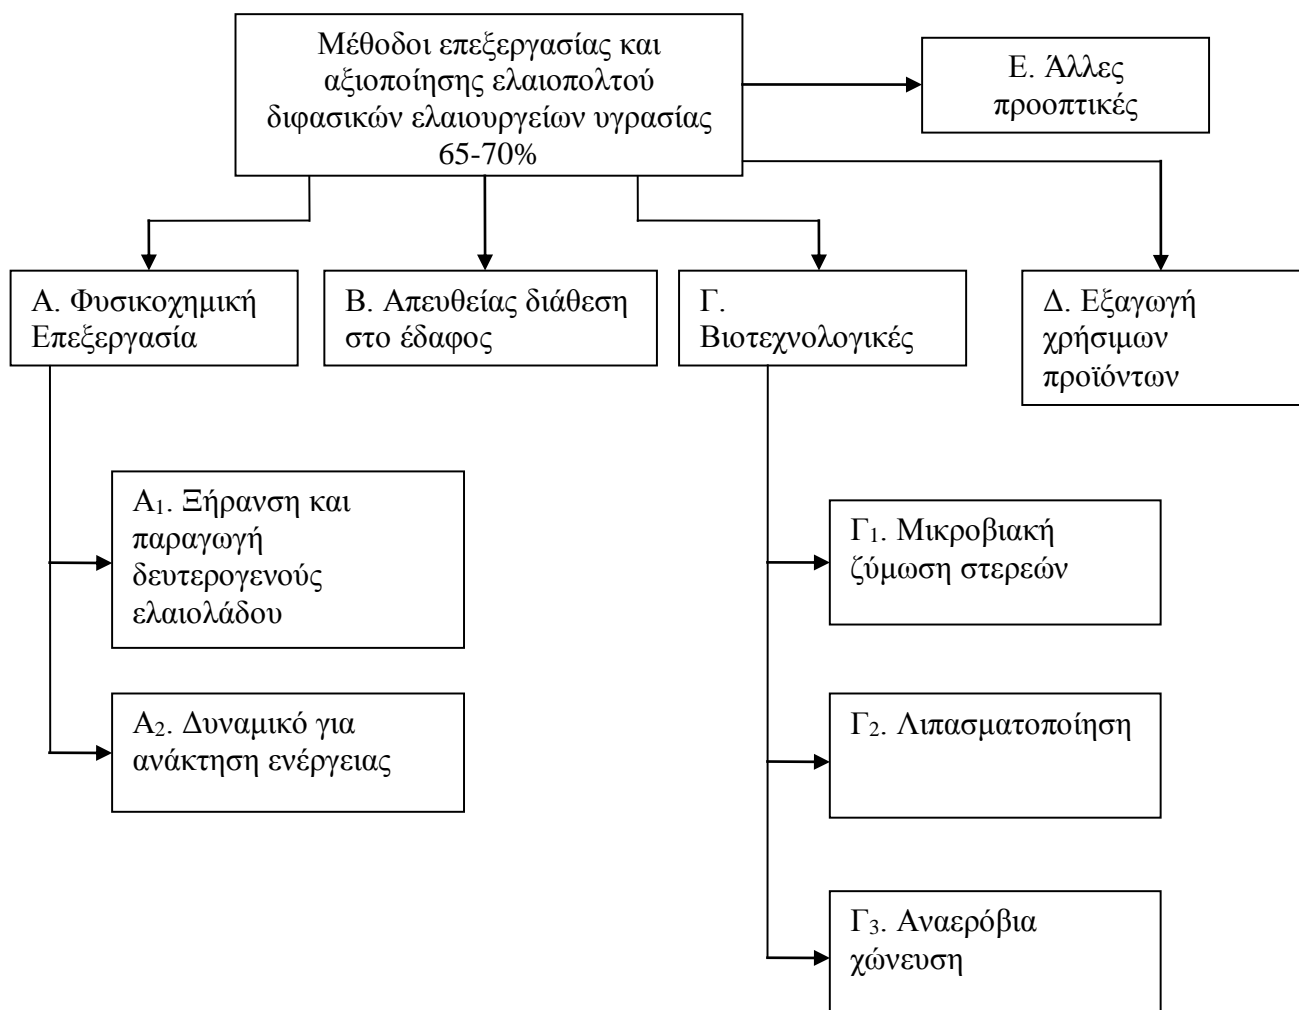 Μέθοδοι επεξεργασίας και
αξιοποίησης ελαιοπολτού
διφασικών ελαιουργείων υγρασίας
65-70%
Ε. Άλλες
προοπτικές
Α. Φυσικοχημική
Επεξεργασία
Β. Απευθείας διάθεση
στο έδαφος
Γ.
Βιοτεχνολογικές
Δ. Εξαγωγή
χρήσιμων
προϊόντων
Α₁. Ξήρανση και
παραγωγή
δευτερογενούς
ελαιολάδου
Α₂. Δυναμικό για
ανάκτηση ενέργειας
Γ₁. Μικροβιακή
ζύμωση στερεών
Γ₂. Λιπασματοποίηση
Γ₃. Αναερόβια
χώνευση